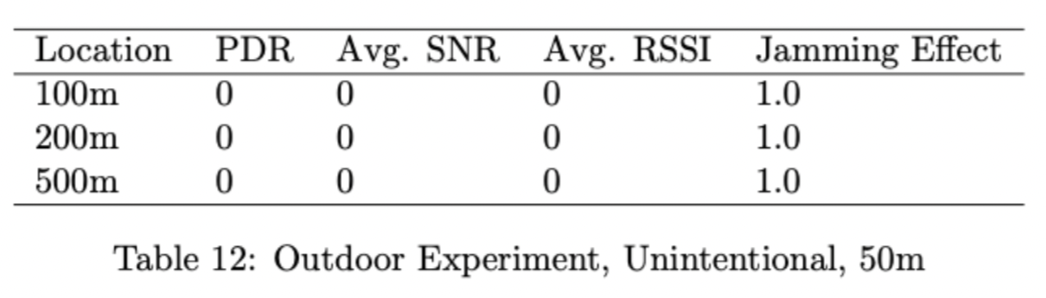 Location PDR Avg. SNR Avg. RSSI Jamming Effect
100m 0 0 0 1.0
200m 0 0 0 1.0
500m 0 0 0 1.0
Table 12: Outdoor Experiment, Unintentional, 50m